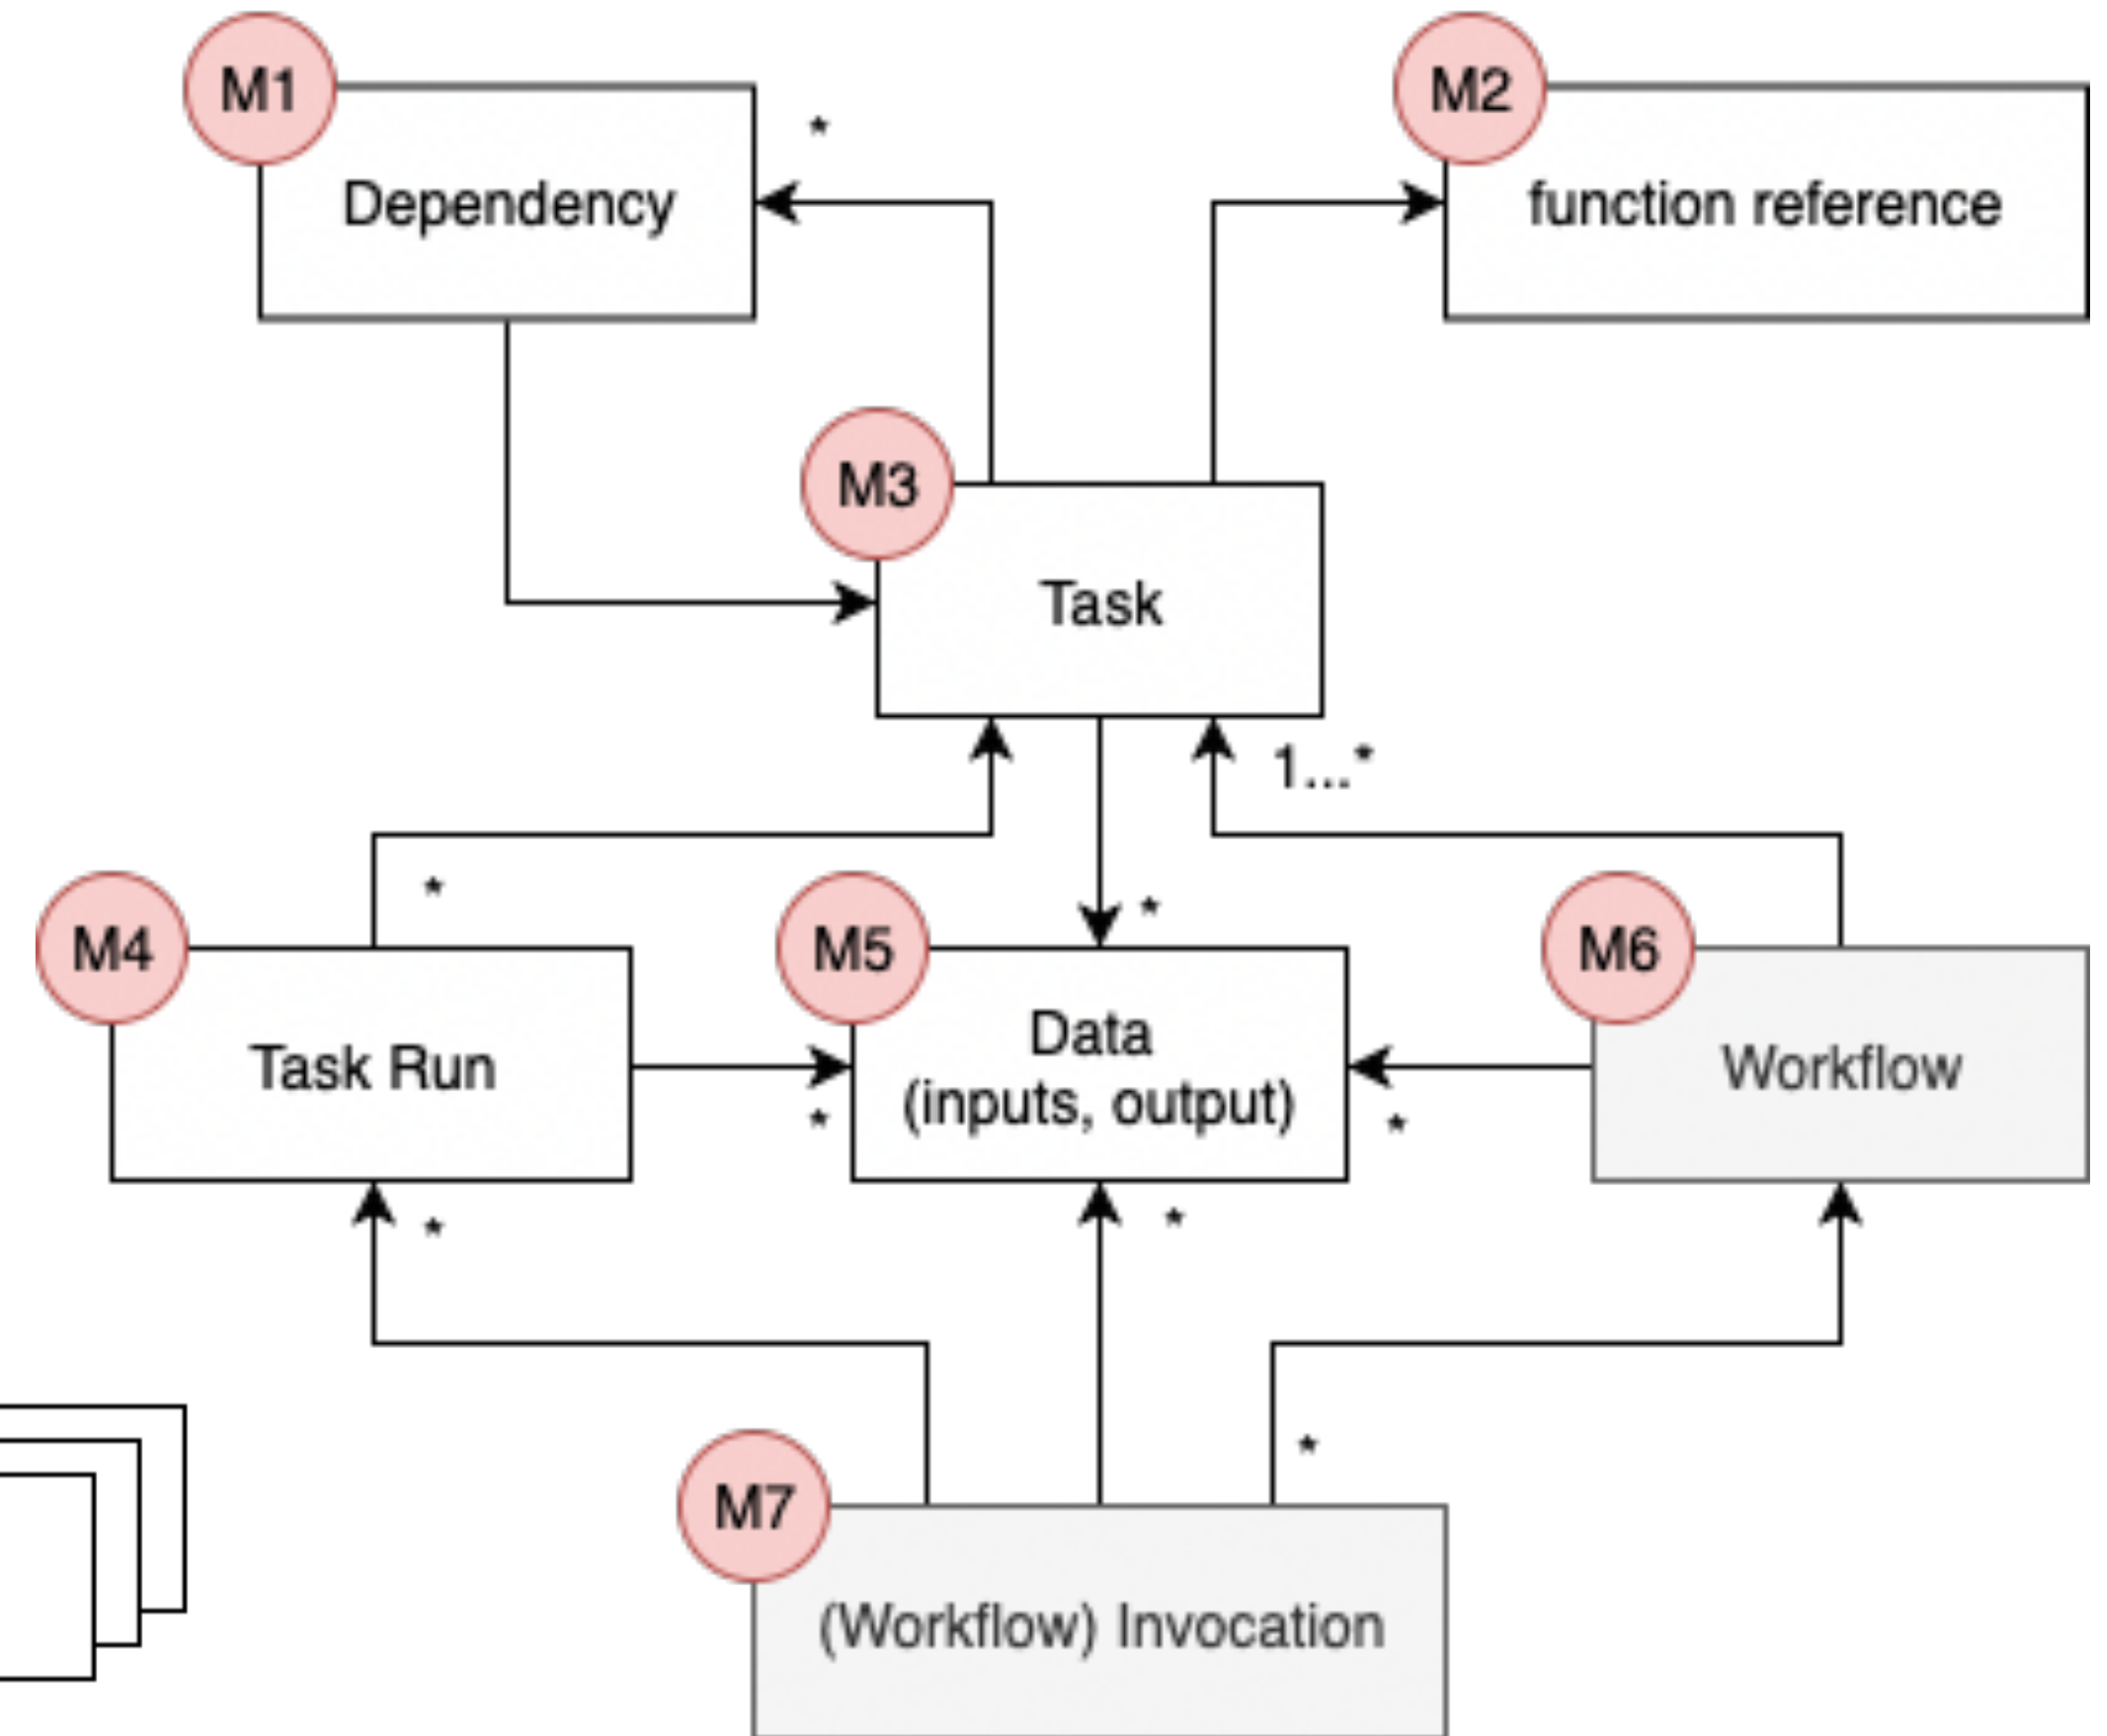 M1
Dependency
*
M2
function reference
M3
Task
1...*
M4
*
Task Run
*
M5
*
Data
(inputs, output)
*
M6
Workflow
*
*
*
M7
*
(Workflow) Invocation